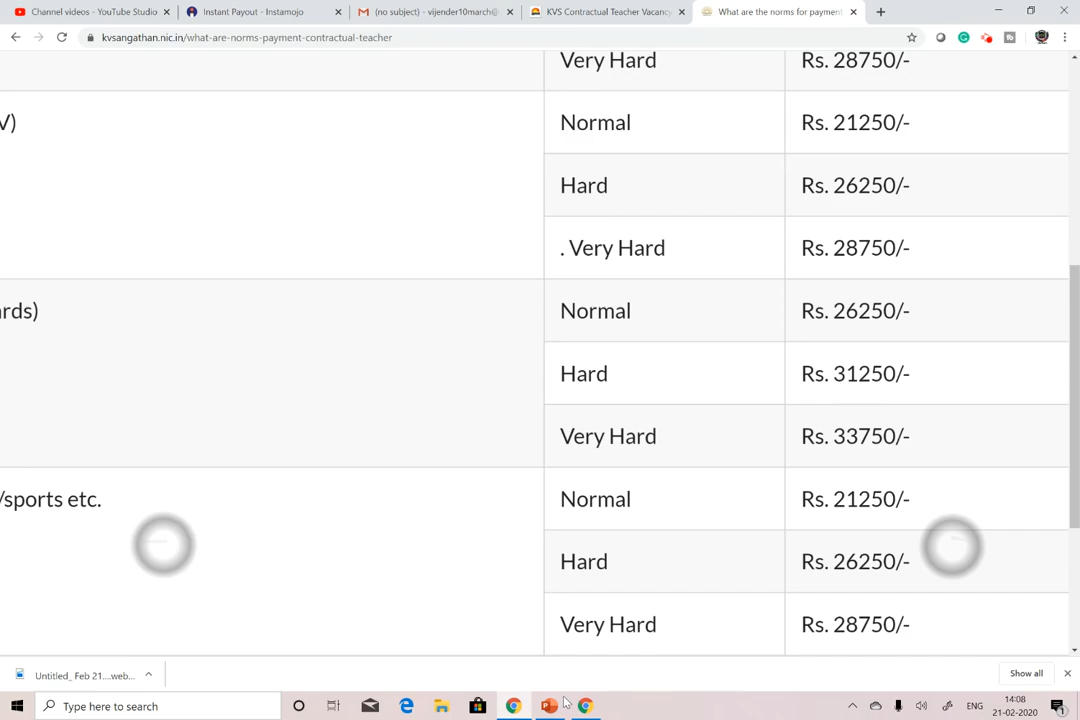 Channel videos - YouTube Studio
Instant Payout - Instamojo
(no subject) - vijender10march@
KVS Contractual Teacher Vacancy
What are the norms for payment
kvsangathan.nic.in/what-are-norms-payment-contractual-teacher
Very Hard Rs. 28750/-
V) Normal Rs. 21250/-
Hard Rs. 26250/-
. Very Hard Rs. 28750/-
ards) Normal Rs. 26250/-
Hard Rs. 31250/-
Very Hard Rs. 33750/-
/sports etc. Normal Rs. 21250/-
Hard Rs. 26250/-
Very Hard Rs. 28750/-
Untitled_ Feb 21....web... Show all
Type here to search
ENG
14:08
21-02-2020
1